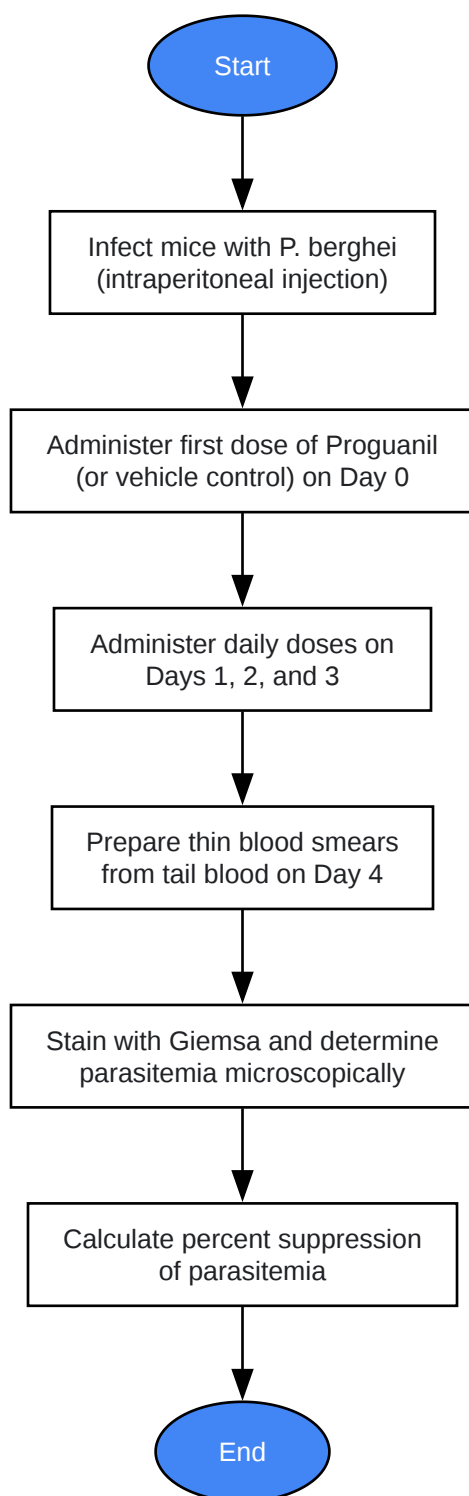 Start
Infect mice with P. berghei
(intraperitoneal injection)
Administer first dose of Proguanil
(or vehicle control) on Day 0
Administer daily doses on
Days 1, 2, and 3
Prepare thin blood smears
from tail blood on Day 4
Stain with Giemsa and determine
parasitemia microscopically
Calculate percent suppression
of parasitemia
End